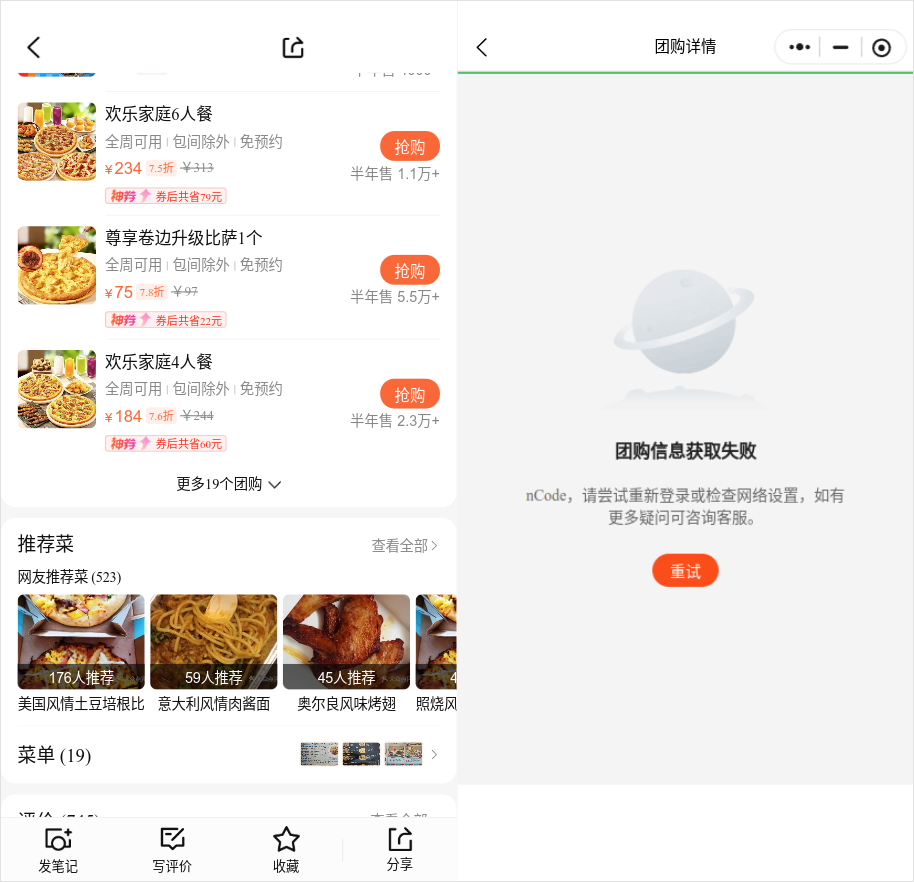 欢乐家庭6人餐
全周可用 | 包间除外 | 免预约
抢购
¥234 7.5折 ¥313
半年售 1.1万+
神券 券后共省79元
尊享卷边升级比萨1个
全周可用 | 包间除外 | 免预约
抢购
¥75 7.8折 ¥97
半年售 5.5万+
神券 券后共省22元
欢乐家庭4人餐
全周可用 | 包间除外 | 免预约
抢购
¥184 7.6折 ¥244
半年售 2.3万+
神券 券后共省60元
更多19个团购
推荐菜
查看全部
网友推荐菜 (523)
176人推荐
59人推荐
45人推荐
4
美国风情土豆培根比
意大利风情肉酱面
奥尔良风味烤翅
照烧风
菜单 (19)
查看全部
发笔记
写评价
收藏
分享
团购详情
团购信息获取失败
nCode，请尝试重新登录或检查网络设置，如有
更多疑问可咨询客服。
重试